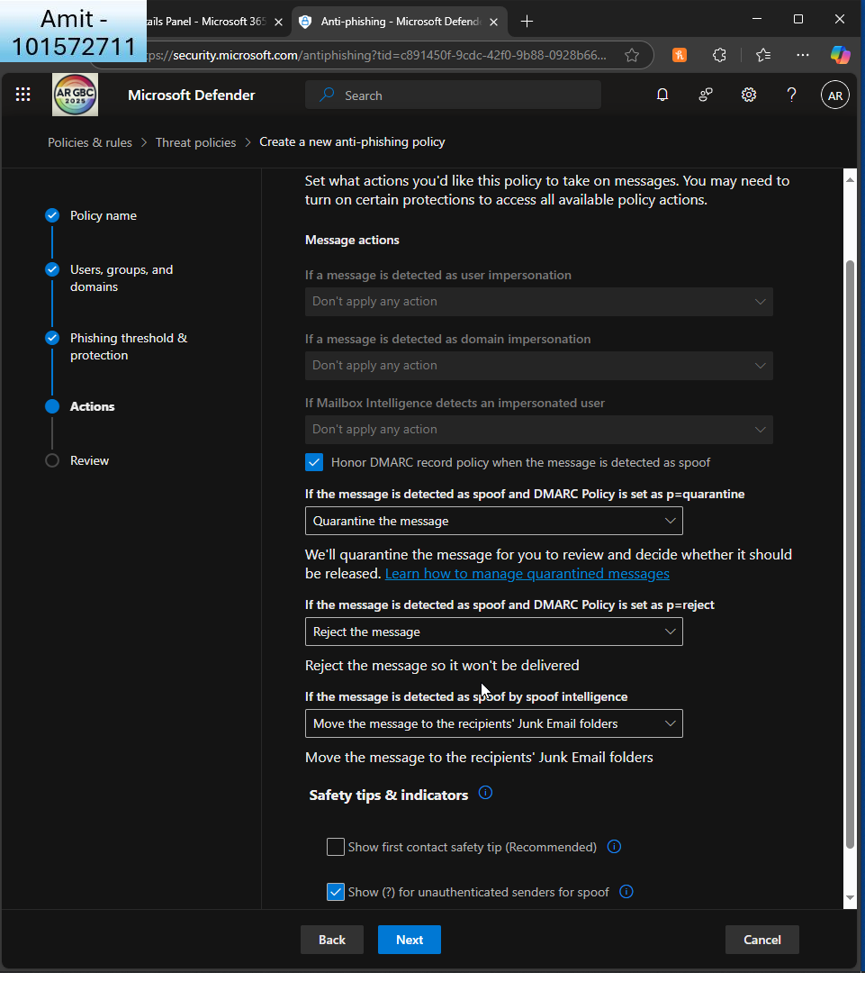 Amit -
101572711
ails Panel - Microsoft 365
Anti-phishing - Microsoft Defend
ps://security.microsoft.com/antiphishing?tid=c891450f-9cdc-42f0-9b88-0928b66...
AR GBC
2025
Microsoft Defender
Search
AR
Policies & rules > Threat policies > Create a new anti-phishing policy
Policy name
Users, groups, and
domains
Phishing threshold &
protection
Actions
Review
Set what actions you'd like this policy to take on messages. You may need to
turn on certain protections to access all available policy actions.
Message actions
If a message is detected as user impersonation
Don't apply any action
If a message is detected as domain impersonation
Don't apply any action
If Mailbox Intelligence detects an impersonated user
Don't apply any action
Honor DMARC record policy when the message is detected as spoof
If the message is detected as spoof and DMARC Policy is set as p=quarantine
Quarantine the message
We'll quarantine the message for you to review and decide whether it should
be released. Learn how to manage quarantined messages
If the message is detected as spoof and DMARC Policy is set as p=reject
Reject the message
Reject the message so it won't be delivered
If the message is detected as spoof by spoof intelligence
Move the message to the recipients' Junk Email folders
Move the message to the recipients' Junk Email folders
Safety tips & indicators
Show first contact safety tip (Recommended)
Show (?) for unauthenticated senders for spoof
Back
Next
Cancel